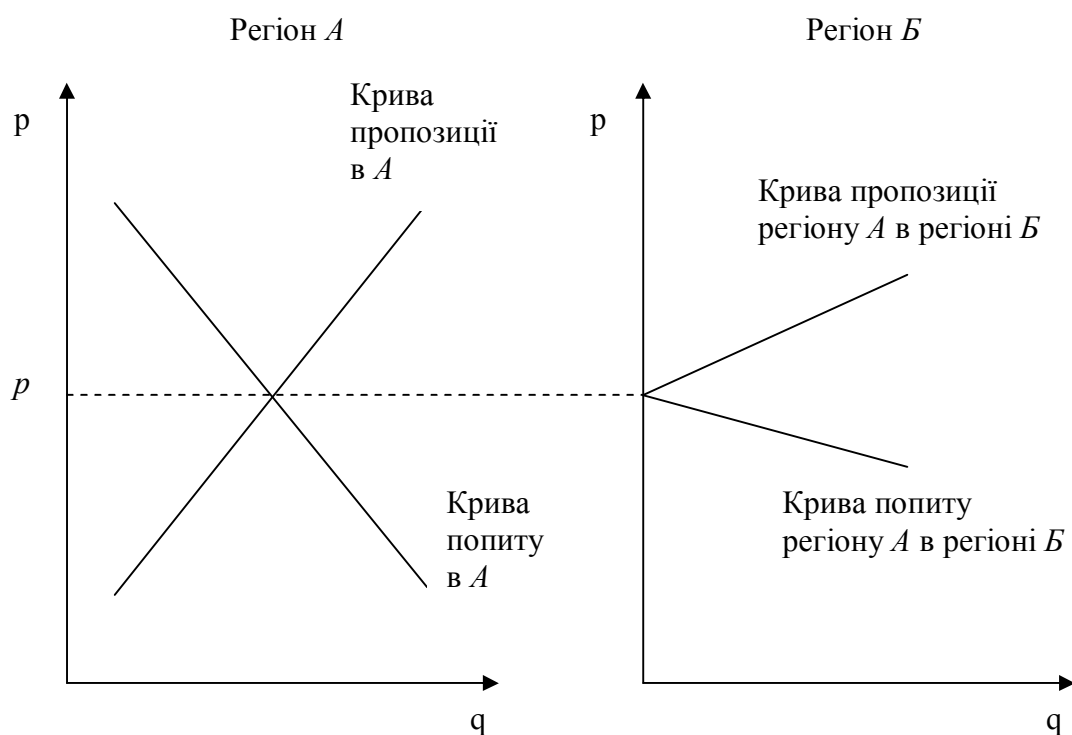 Регіон А
Регіон Б
p
Крива
пропозиції
в А
p
Крива пропозиції
регіону А в регіоні Б
p
Крива
попиту
в А
Крива попиту
регіону А в регіоні Б
q
q